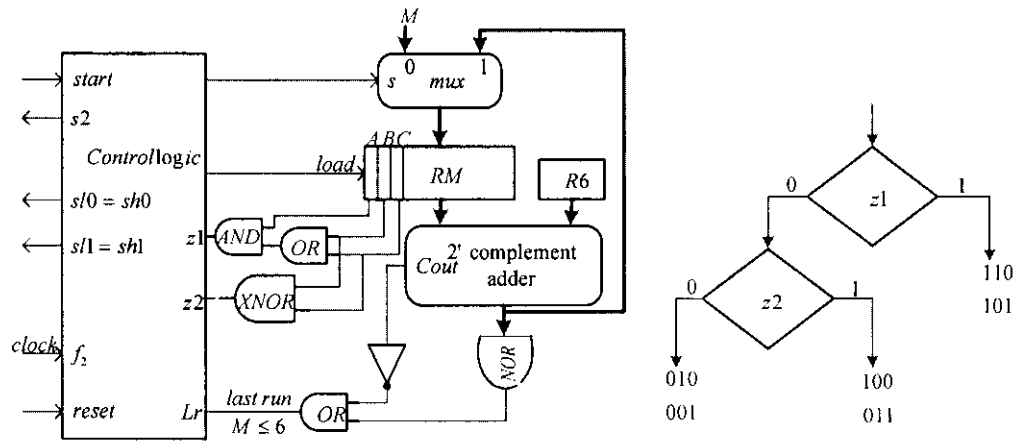 M
0 1
s mux
start
s2
Controllogic
load
A B C
RM
R6
sl0 = sh0
sl1 = sh1
z1
AND
OR
2' complement
Cout
adder
z2
XNOR
clock
f2
NOR
reset
Lr
last run
M ≤ 6
OR
0
z1
1
110
101
0
z2
1
010
001
100
011